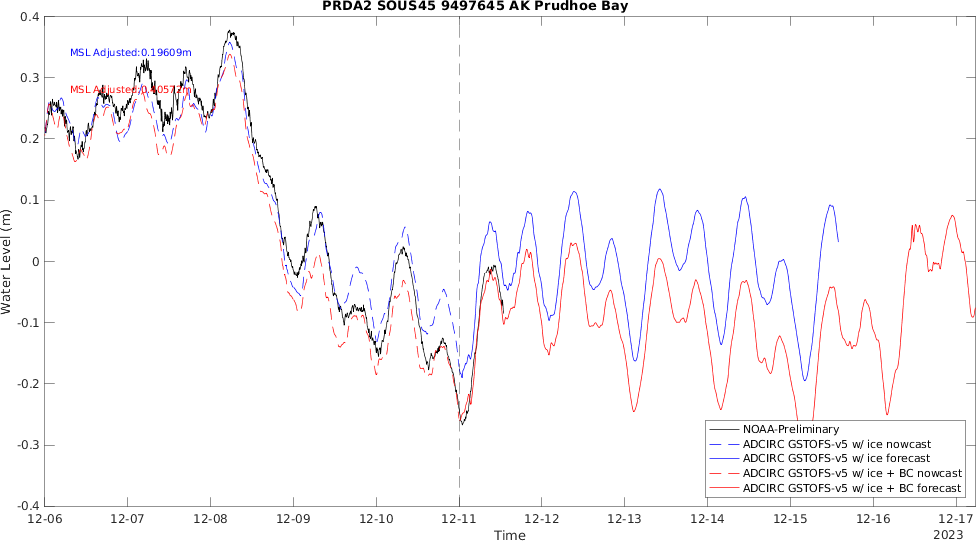 PRDA2 SOUS45 9497645 AK Prudhoe Bay
0.4
MSL Adjusted:0.19609m
0.3
MSL Adjusted:
0.2
0.1
0
-0.1
-0.2
-0.3
-0.4
Water Level (m)
NOAA-Preliminary
ADCIRC GSTOFS-v5 w/ ice nowcast
ADCIRC GSTOFS-v5 w/ ice forecast
ADCIRC GSTOFS-v5 w/ ice + BC nowcast
ADCIRC GSTOFS-v5 w/ ice + BC forecast
12-06 12-07 12-08 12-09 12-10 12-11 12-12 12-13 12-14 12-15 12-16 12-17
Time 2023